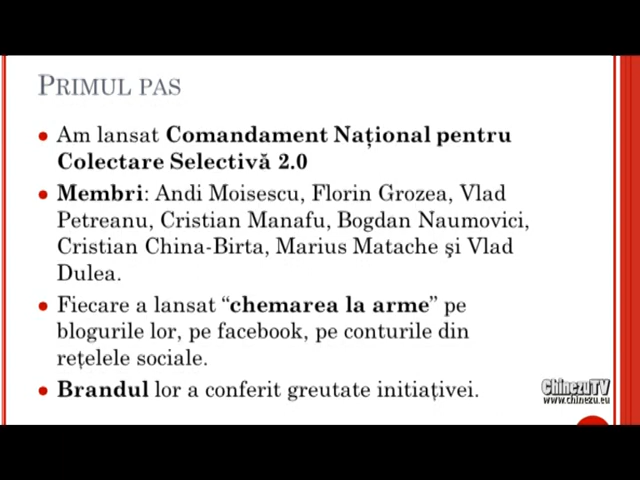 PRIMUL PAS
Am lansat Comandament Național pentru
Colectare Selectivă 2.0
Membri: Andi Moisescu, Florin Grozea, Vlad
Petreanu, Cristian Manafu, Bogdan Naumovici,
Cristian China-Birta, Marius Matache şi Vlad
Dulea.
Fiecare a lansat “chemarea la arme” pe
blogurile lor, pe facebook, pe conturile din
rețelele sociale.
Brandul lor a conferit greutate inițiativei.
ChinezuTV
www.chinezu.eu